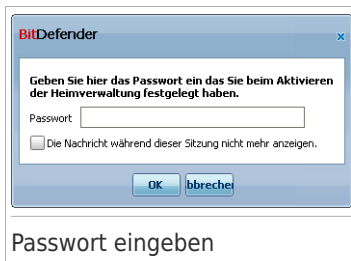 BitDefender
Geben Sie hier das Passwort ein das Sie beim Aktivieren
der Heimverwaltung festgelegt haben.
Passwort
Die Nachricht während dieser Sitzung nicht mehr anzeigen.
OK bbreche
Passwort eingeben